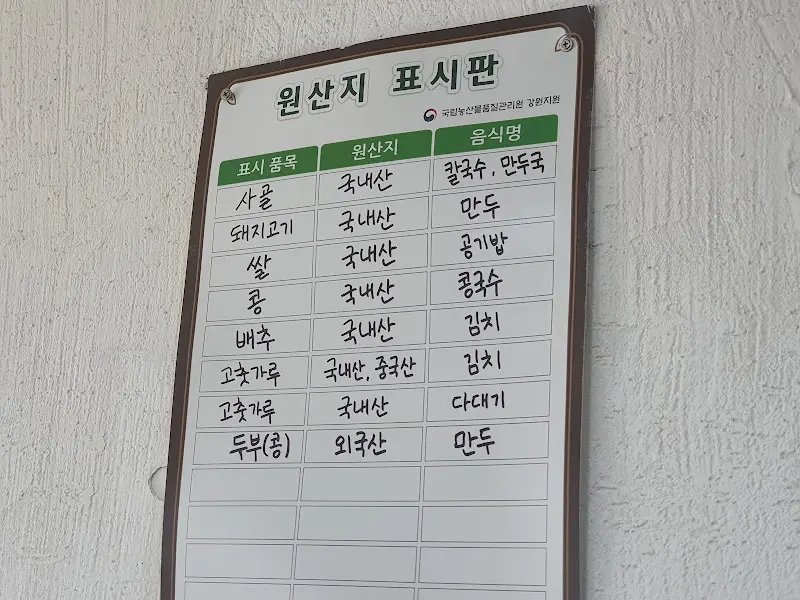 원산지 표시판
국립농산물품질관리원 강원지원
표시 품목 원산지 음식명
사골 국내산 칼국수, 만두국
돼지고기 국내산 만두
쌀 국내산 공기밥
콩 국내산 콩국수
배추 국내산 김치
고춧가루 국내산, 중국산 김치
고춧가루 국내산 다대기
두부(콩) 외국산 만두